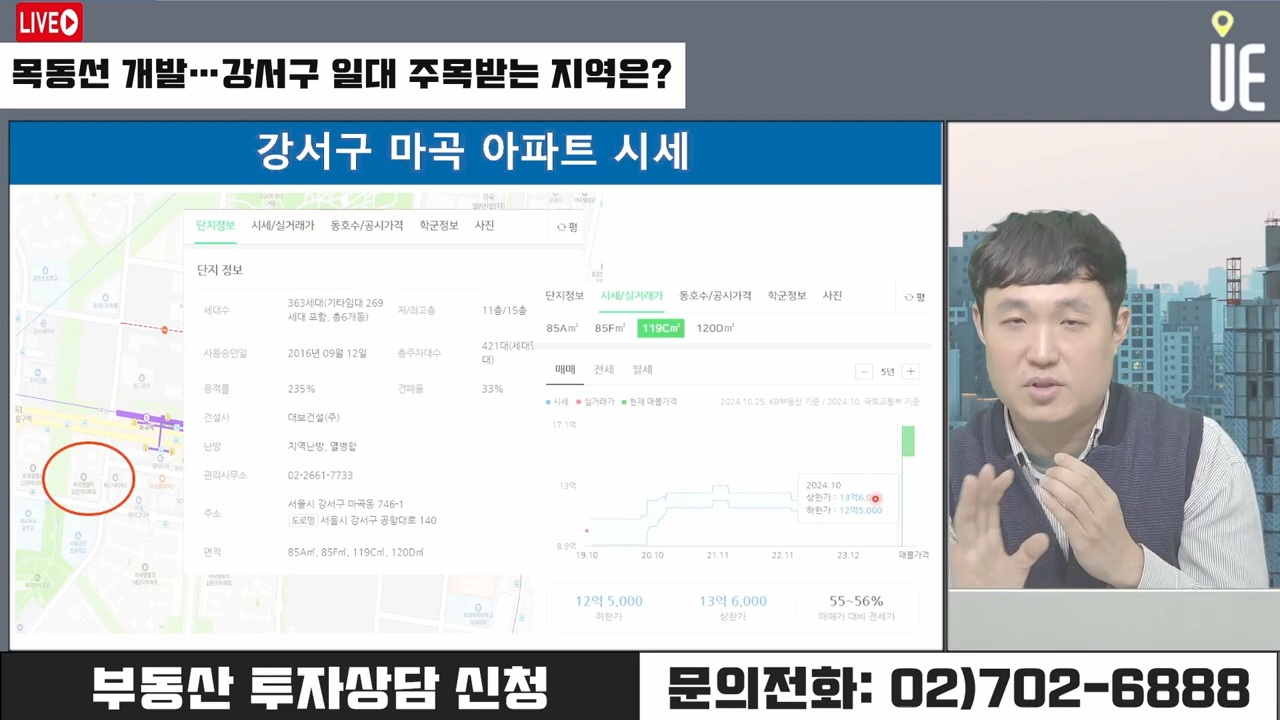 LIVE
목동선 개발…강서구 일대 주목받는 지역은?
UE
강서구 마곡 아파트 시세
단지정보 시세/실거래가 동호수/공시가격 학군정보 사진 평
단지 정보
세대수 363세대(기타임대 269세대 포함, 총6개동) 저/최고층 11층/15층
사용승인일 2016년 09월 12일 총주차대수 421대(세대당
대)
용적률 235% 건폐율 33%
건설사 대보건설(주)
난방 지역난방, 열병합
관리사무소 02-2661-7733
주소 서울시 강서구 마곡동 746-1
도로명 서울시 강서구 공항대로 140
면적 85A㎡, 85F㎡, 119C㎡, 120D㎡
단지정보 시세/실거래가 동호수/공시가격 학군정보 사진 평
85A㎡ 85F㎡ 119C㎡ 120D㎡
매매 전세 월세 − 5년 +
시세 실거래가 현재 매물가격 2024.10.25. KB부동산 기준 / 2024.10. 국토교통부 기준
17.1억
13억
8.9억
2024.10
상한가 : 13억6,0
하한가 : 12억5,000
19.10 20.10 21.11 22.11 23.12 매물가격
12억 5,000 13억 6,000 55~56%
하한가 상한가 매매가 대비 전세가
부동산 투자상담 신청
문의전화: 02)702-6888